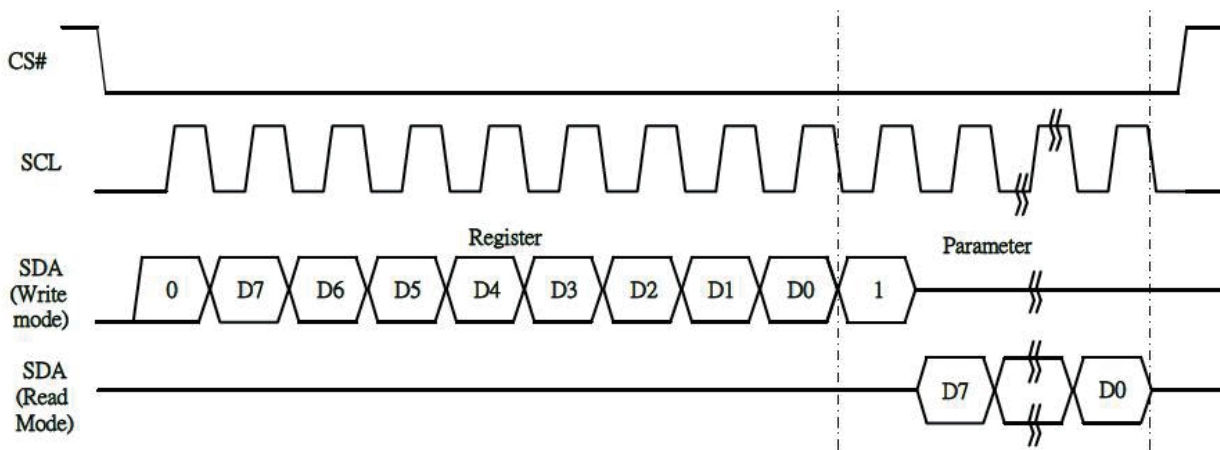 CS#
SCL
Register
Parameter
SDA
(Write
mode)
0 D7 D6 D5 D4 D3 D2 D1 D0 1
SDA
(Read
Mode)
D7 D0